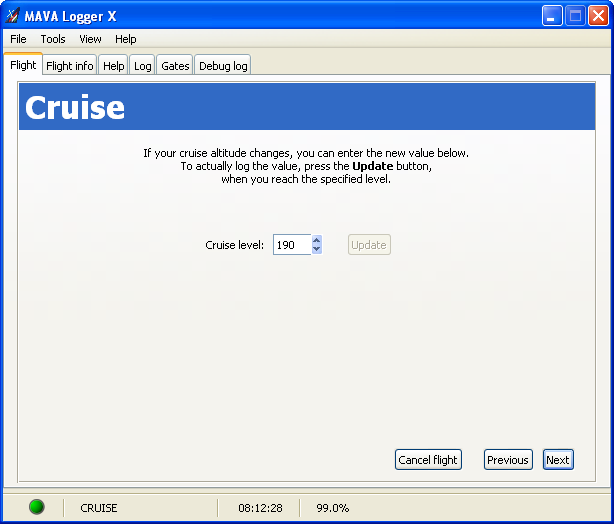 MAVA Logger X
File Tools View Help
Flight Flight info Help Log Gates Debug log
Cruise
If your cruise altitude changes, you can enter the new value below.
To actually log the value, press the Update button,
when you reach the specified level.
Cruise level: 190 Update
Cancel flight Previous Next
CRUISE 08:12:28 99.0%